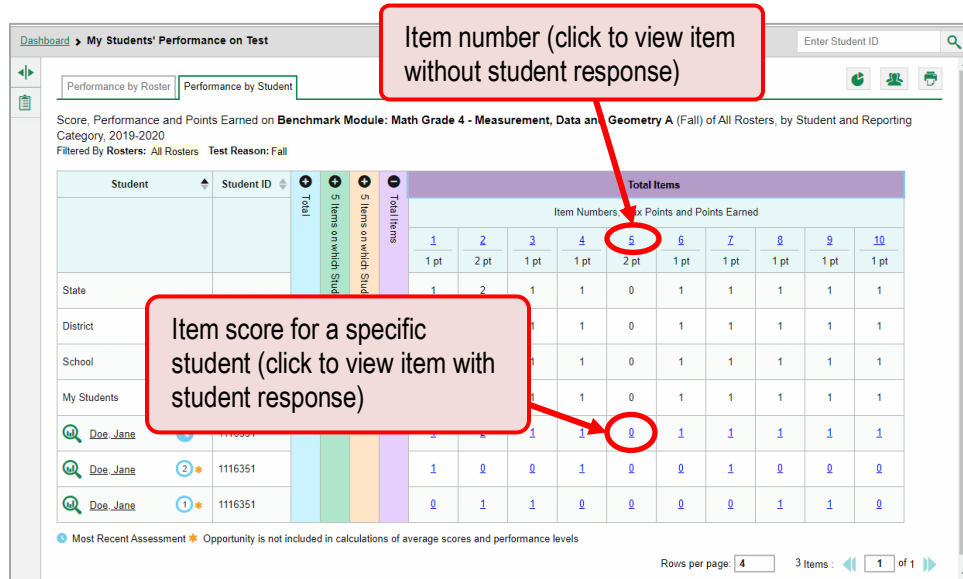 Dashboard > My Students' Performance on Test
Enter Student ID
Item number (click to view item
without student response)
Performance by Roster Performance by Student
Score, Performance and Points Earned on Benchmark Module: Math Grade 4 - Measurement, Data and Geometry A (Fall) of All Rosters, by Student and Reporting
Category, 2019-2020
Filtered By Rosters: All Rosters Test Reason: Fall
Student Student ID Total 5 Items on which Stud 5 Items on which Stud Total Items Total Items
Item Numbers, Max Points and Points Earned
1 2 3 4 5 6 7 8 9 10
1 pt 2 pt 1 pt 1 pt 2 pt 1 pt 1 pt 1 pt 1 pt 1 pt
State 1 2 1 1 0 1 1 1 1 1
District 1 1 0 1 1 1 1 1
School 1 1 0 1 1 1 1 1
My Students 1 1 0 1 1 1 1 1
Item score for a specific
student (click to view item with
student response)
Doe, Jane 1116351 1 2 1 1 0 1 1 1 1 1
Doe, Jane 2 * 1116351 1 0 0 1 0 0 1 0 0 0
Doe, Jane 1 * 1116351 0 1 1 0 0 0 0 1 1 0
Most Recent Assessment * Opportunity is not included in calculations of average scores and performance levels
Rows per page: 4 3 Items : 1 of 1